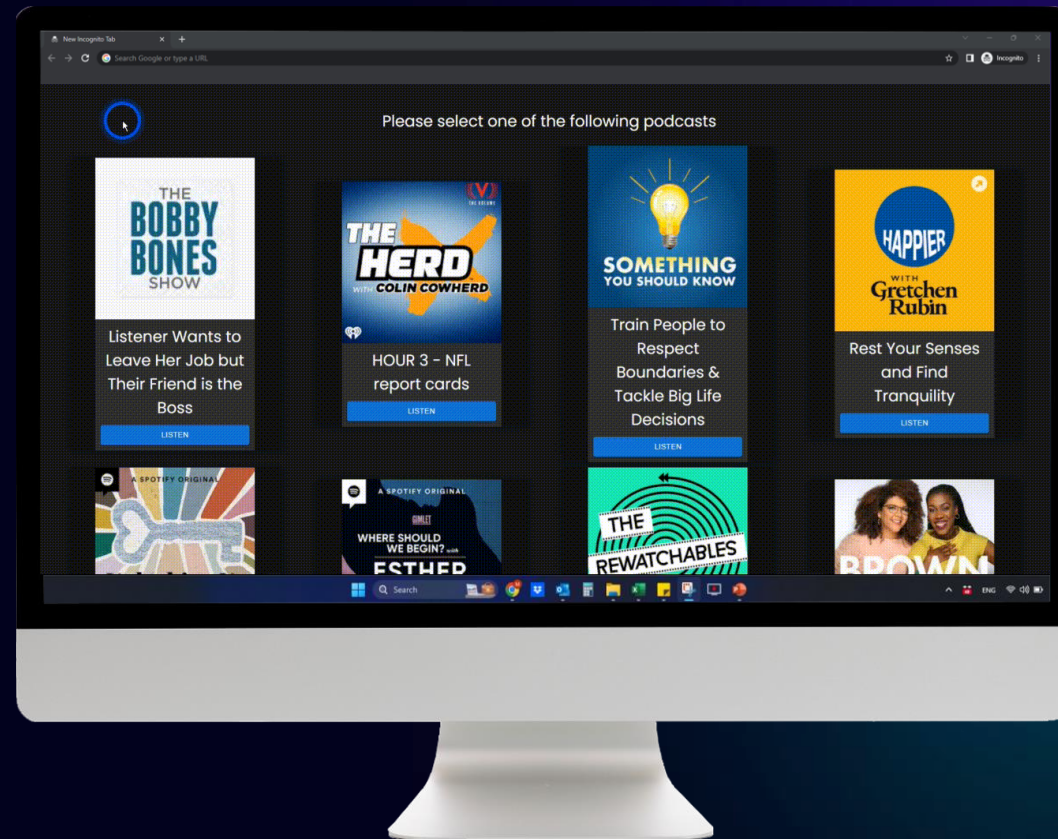 New Incognito Tab
Search Google or type a URL
Incognito
Please select one of the following podcasts
THE
BOBBY
BONES
SHOW
Listener Wants to
Leave Her Job but
Their Friend is the
Boss
LISTEN
THE VOLUME
THE
HERD
WITH COLIN COWHERD
HOUR 3 - NFL
report cards
LISTEN
SOMETHING
YOU SHOULD KNOW
Train People to
Respect
Boundaries &
Tackle Big Life
Decisions
LISTEN
HAPPIER
WITH
Gretchen
Rubin
Rest Your Senses
and Find
Tranquility
LISTEN
A SPOTIFY ORIGINAL
A SPOTIFY ORIGINAL
GIMLET
WHERE SHOULD
WE BEGIN? with
ESTHER
THE
REWATCHABLES
BROWN
Search
ENG